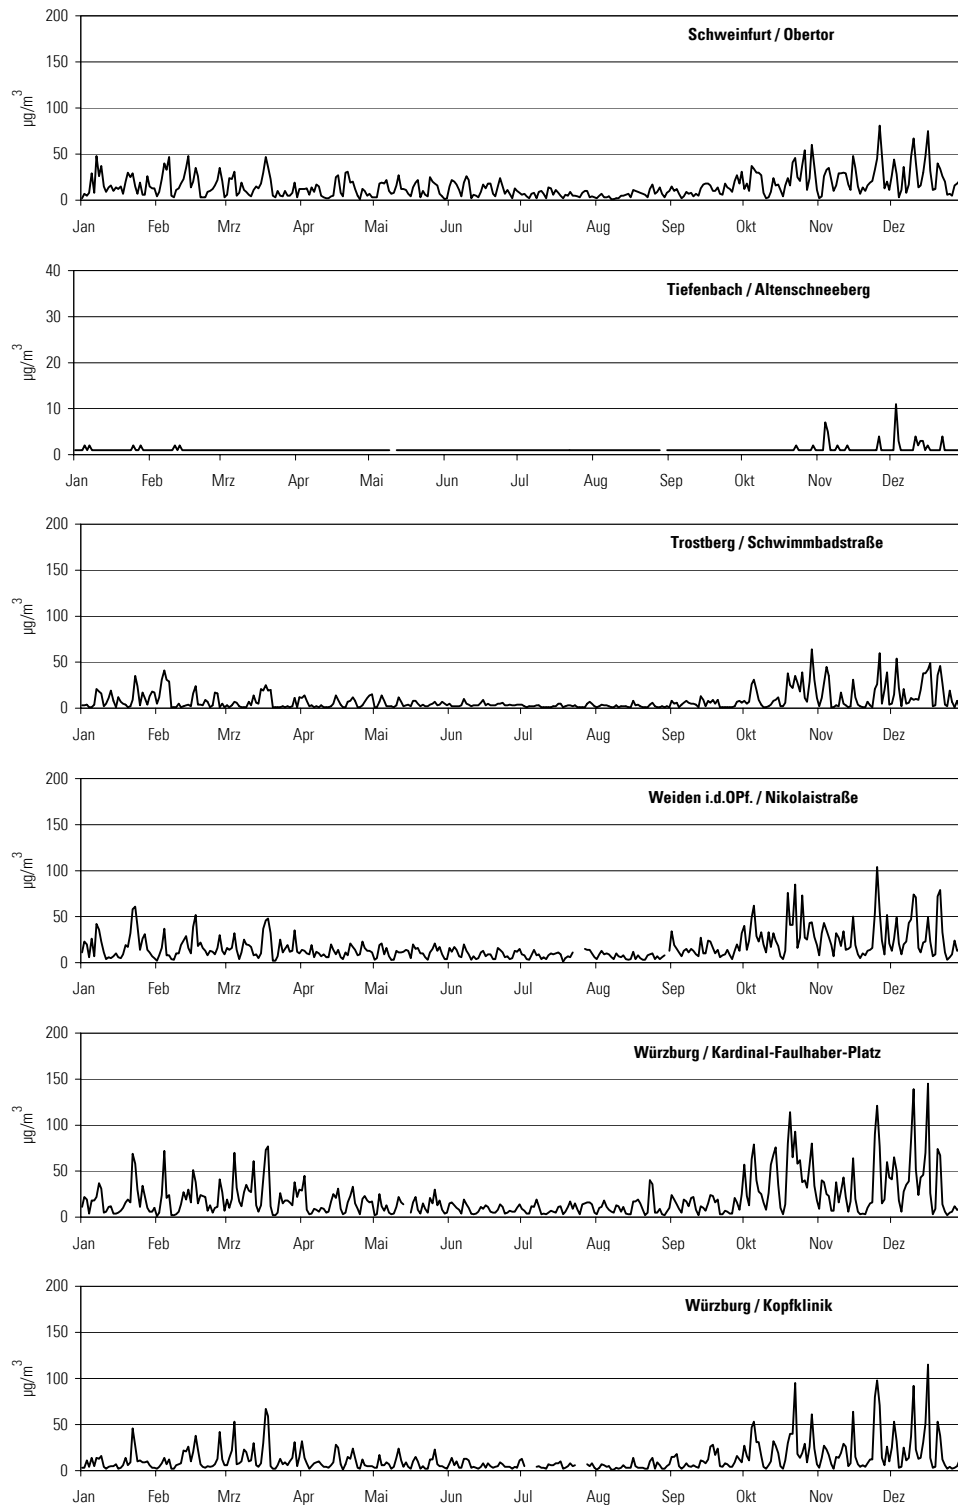 Schweinfurt / Obertor
µg/m³
200
150
100
50
0
Jan Feb Mrz Apr Mai Jun Jul Aug Sep Okt Nov Dez
Tiefenbach / Altenschneeberg
µg/m³
40
30
20
10
0
Jan Feb Mrz Apr Mai Jun Jul Aug Sep Okt Nov Dez
Trostberg / Schwimmbadstraße
µg/m³
200
150
100
50
0
Jan Feb Mrz Apr Mai Jun Jul Aug Sep Okt Nov Dez
Weiden i.d.OPf. / Nikolaistraße
µg/m³
200
150
100
50
0
Jan Feb Mrz Apr Mai Jun Jul Aug Sep Okt Nov Dez
Würzburg / Kardinal-Faulhaber-Platz
µg/m³
200
150
100
50
0
Jan Feb Mrz Apr Mai Jun Jul Aug Sep Okt Nov Dez
Würzburg / Kopfklinik
µg/m³
200
150
100
50
0
Jan Feb Mrz Apr Mai Jun Jul Aug Sep Okt Nov Dez